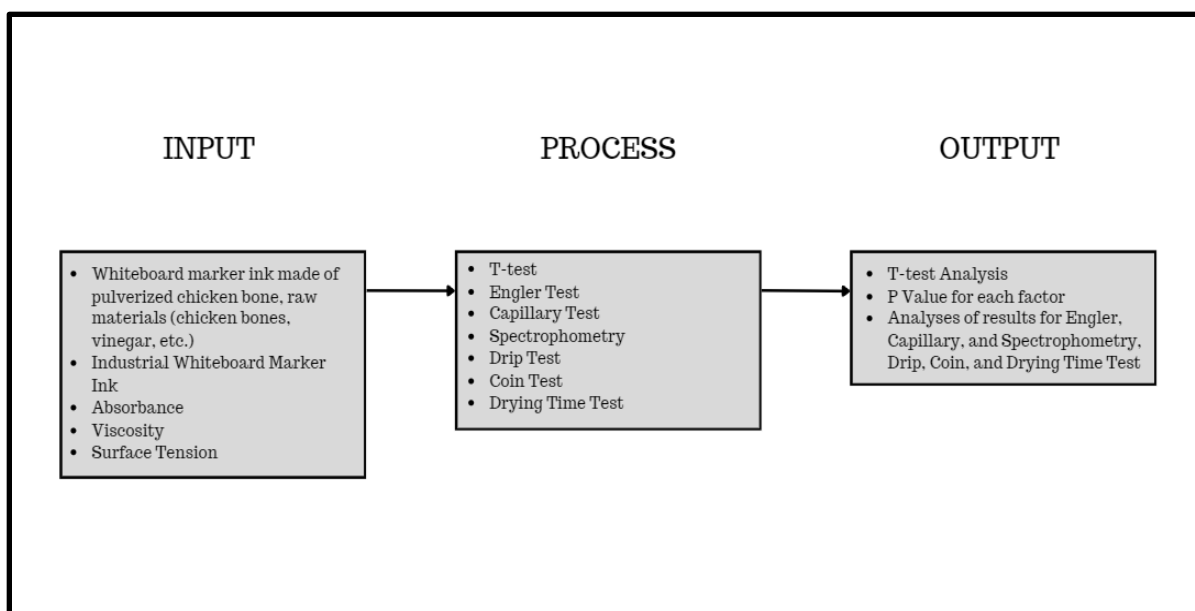 INPUT
PROCESS
OUTPUT
• Whiteboard marker ink made of
pulverized chicken bone, raw
materials (chicken bones,
vinegar, etc.)
• Industrial Whiteboard Marker
Ink
• Absorbance
• Viscosity
• Surface Tension
• T-test
• Engler Test
• Capillary Test
• Spectrophometry
• Drip Test
• Coin Test
• Drying Time Test
• T-test Analysis
• P Value for each factor
• Analyses of results for Engler,
Capillary, and Spectrophometry,
Drip, Coin, and Drying Time Test